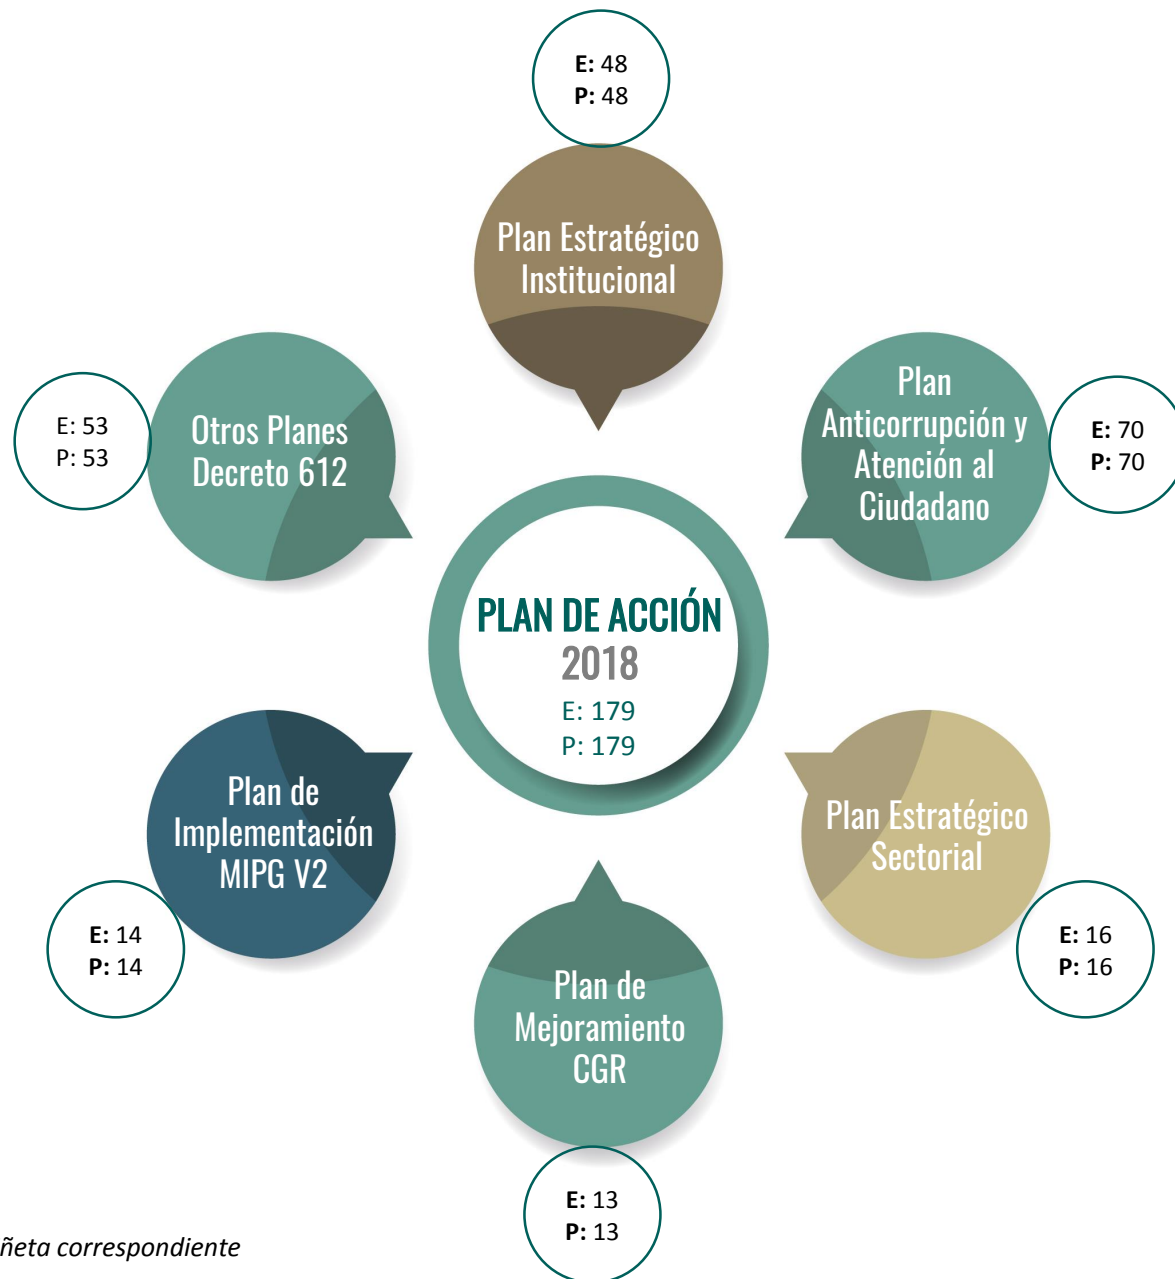 E: 48
P: 48
Plan Estratégico
Institucional
E: 53
P: 53
Otros Planes
Decreto 612
Plan
Anticorrupción y
Atención al
Ciudadano
E: 70
P: 70
PLAN DE ACCIÓN
2018
E: 179
P: 179
Plan de
Implementación
MIPG V2
E: 14
P: 14
Plan Estratégico
Sectorial
E: 16
P: 16
Plan de
Mejoramiento
CGR
E: 13
P: 13
ñeta correspondiente